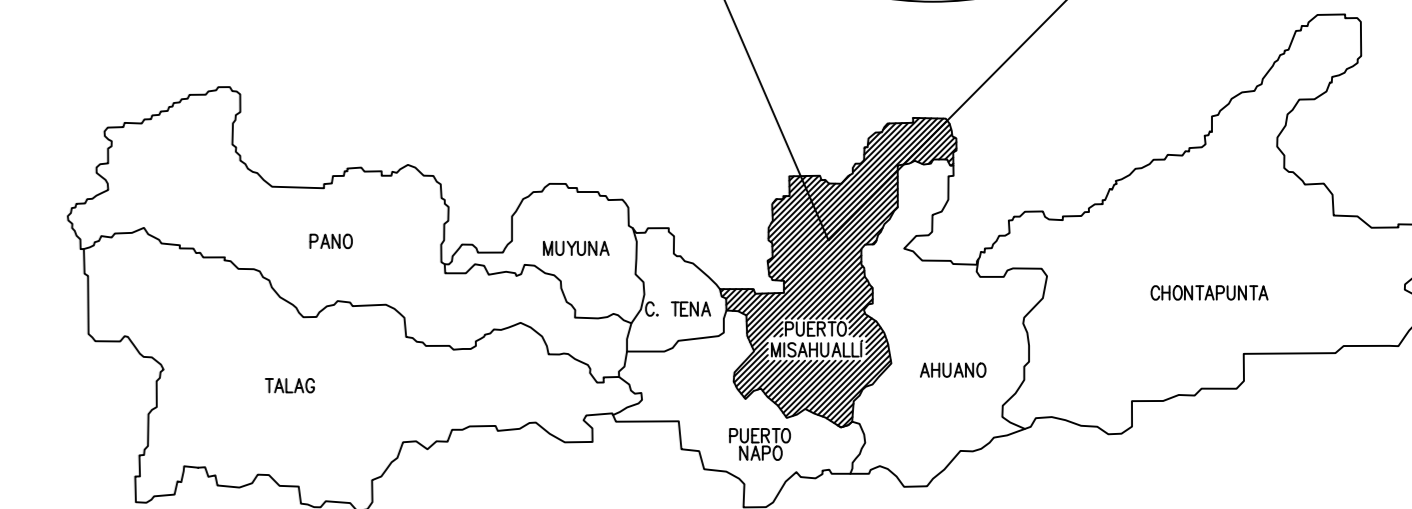 PANO
MUYUNA
CHONTAPUNTA
C. TENA
PUERTO
MISAHUALLÍ
AHUANO
TALAG
PUERTO
NAPO